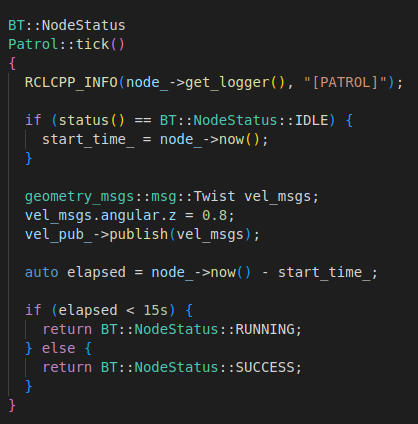 BT::NodeStatus
Patrol::tick()
{
  RCLCPP_INFO(node_->get_logger(), "[PATROL]");

  if (status() == BT::NodeStatus::IDLE) {
    start_time_ = node_->now();
  }

  geometry_msgs::msg::Twist vel_msgs;
  vel_msgs.angular.z = 0.8;
  vel_pub_->publish(vel_msgs);

  auto elapsed = node_->now() - start_time_;

  if (elapsed < 15s) {
    return BT::NodeStatus::RUNNING;
  } else {
    return BT::NodeStatus::SUCCESS;
  }
}